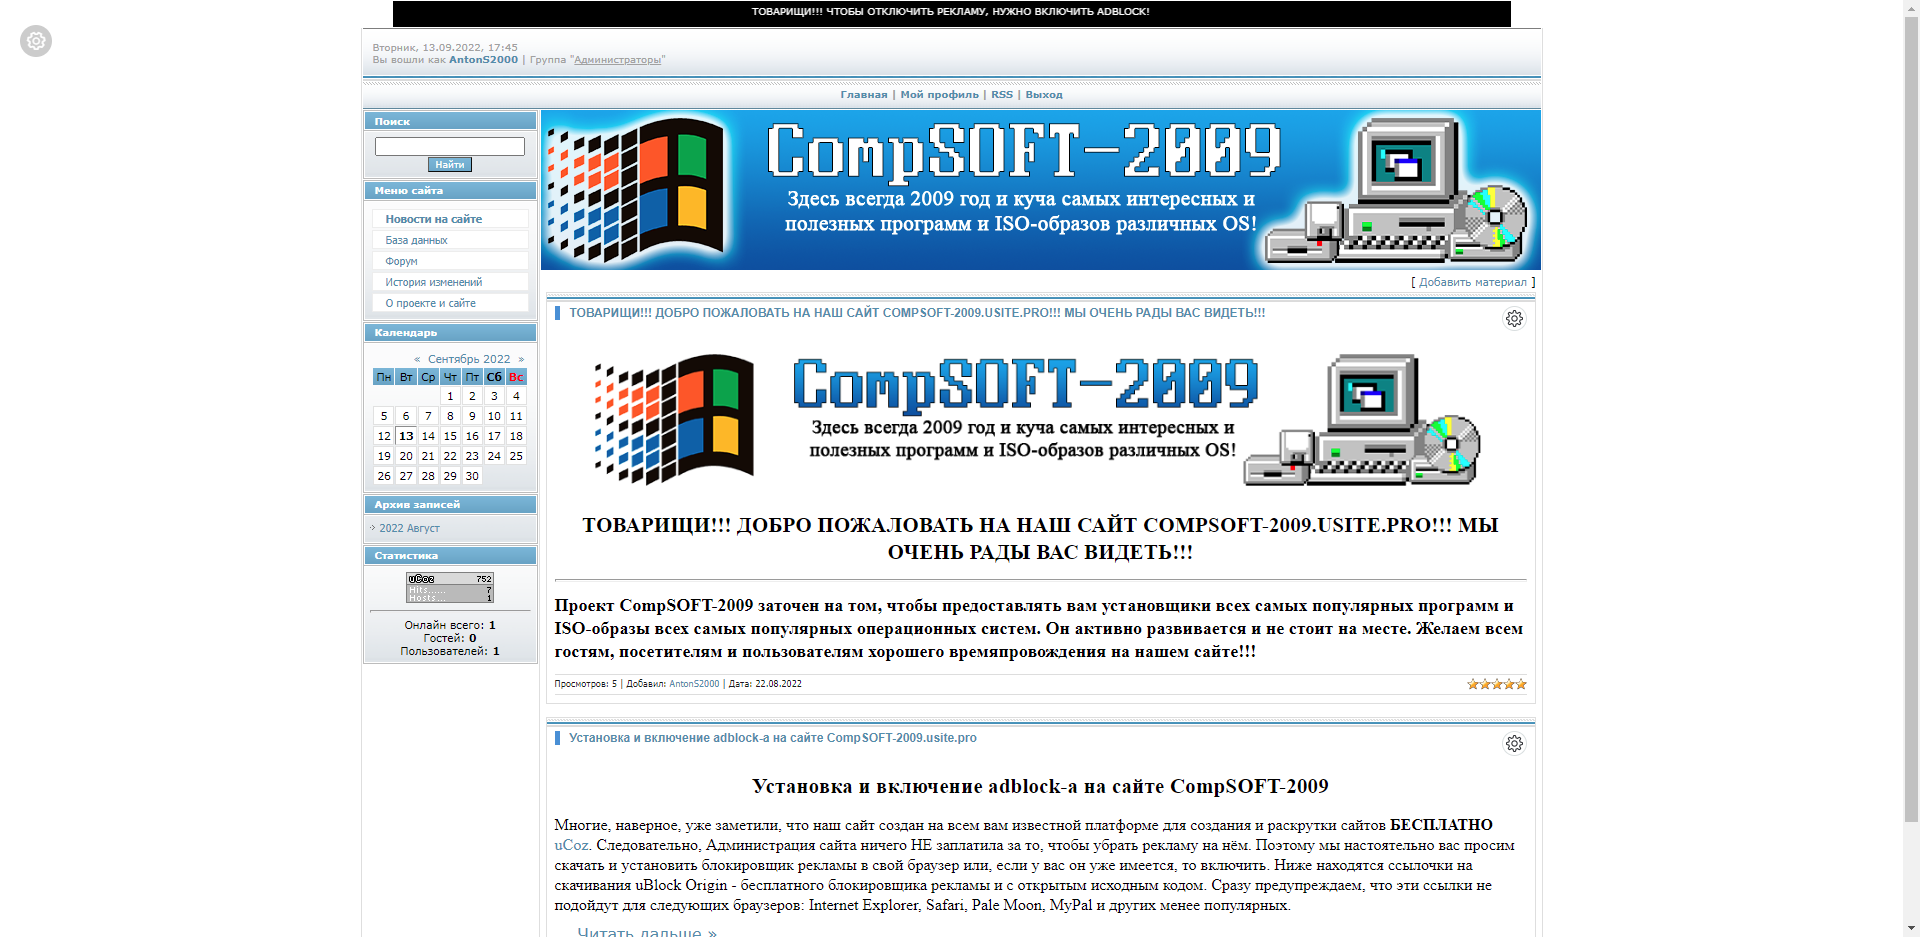 ТОВАРИЩИ!!! ЧТОБЫ ОТКЛЮЧИТЬ РЕКЛАМУ, НУЖНО ВКЛЮЧИТЬ ADBLOCK!
Вторник, 13.09.2022, 17:45
Вы вошли как AntonS2000 | Группа "Администраторы"
Главная | Мой профиль | RSS | Выход
Поиск
Найти
Меню сайта
Новости на сайте
База данных
Форум
История изменений
О проекте и сайте
Календарь
« Сентябрь 2022 »
Пн Вт Ср Чт Пт Сб Вс
1 2 3 4
5 6 7 8 9 10 11
12 13 14 15 16 17 18
19 20 21 22 23 24 25
26 27 28 29 30
Архив записей
2022 Август
Статистика
uCoz 752
Hits...... 7
Hosts... 1
Онлайн всего: 1
Гостей: 0
Пользователей: 1
CompSOFT-2009
Здесь всегда 2009 год и куча самых интересных и
полезных программ и ISO-образов различных OS!
[ Добавить материал ]
ТОВАРИЩИ!!! ДОБРО ПОЖАЛОВАТЬ НА НАШ САЙТ COMPSOFT-2009.USITE.PRO!!! МЫ ОЧЕНЬ РАДЫ ВАС ВИДЕТЬ!!!
CompSOFT-2009
Здесь всегда 2009 год и куча самых интересных и
полезных программ и ISO-образов различных OS!
ТОВАРИЩИ!!! ДОБРО ПОЖАЛОВАТЬ НА НАШ САЙТ COMPSOFT-2009.USITE.PRO!!! МЫ
ОЧЕНЬ РАДЫ ВАС ВИДЕТЬ!!!
Проект CompSOFT-2009 заточен на том, чтобы предоставлять вам установщики всех самых популярных программ и
ISO-образы всех самых популярных операционных систем. Он активно развивается и не стоит на месте. Желаем всем
гостям, посетителям и пользователям хорошего времяпровождения на нашем сайте!!!
Просмотров: 5 | Добавил: AntonS2000 | Дата: 22.08.2022
Установка и включение adblock-а на сайте CompSOFT-2009.usite.pro
Установка и включение adblock-а на сайте CompSOFT-2009
Многие, наверное, уже заметили, что наш сайт создан на всем вам известной платформе для создания и раскрутки сайтов БЕСПЛАТНО
uCoz. Следовательно, Администрация сайта ничего НЕ заплатила за то, чтобы убрать рекламу на нём. Поэтому мы настоятельно вас просим
скачать и установить блокировщик рекламы в свой браузер или, если у вас он уже имеется, то включить. Ниже находятся ссылочки на
скачивания uBlock Origin - бесплатного блокировщика рекламы и с открытым исходным кодом. Сразу предупреждаем, что эти ссылки не
подойдут для следующих браузеров: Internet Explorer, Safari, Pale Moon, MyPal и других менее популярных.
Читать дальше »